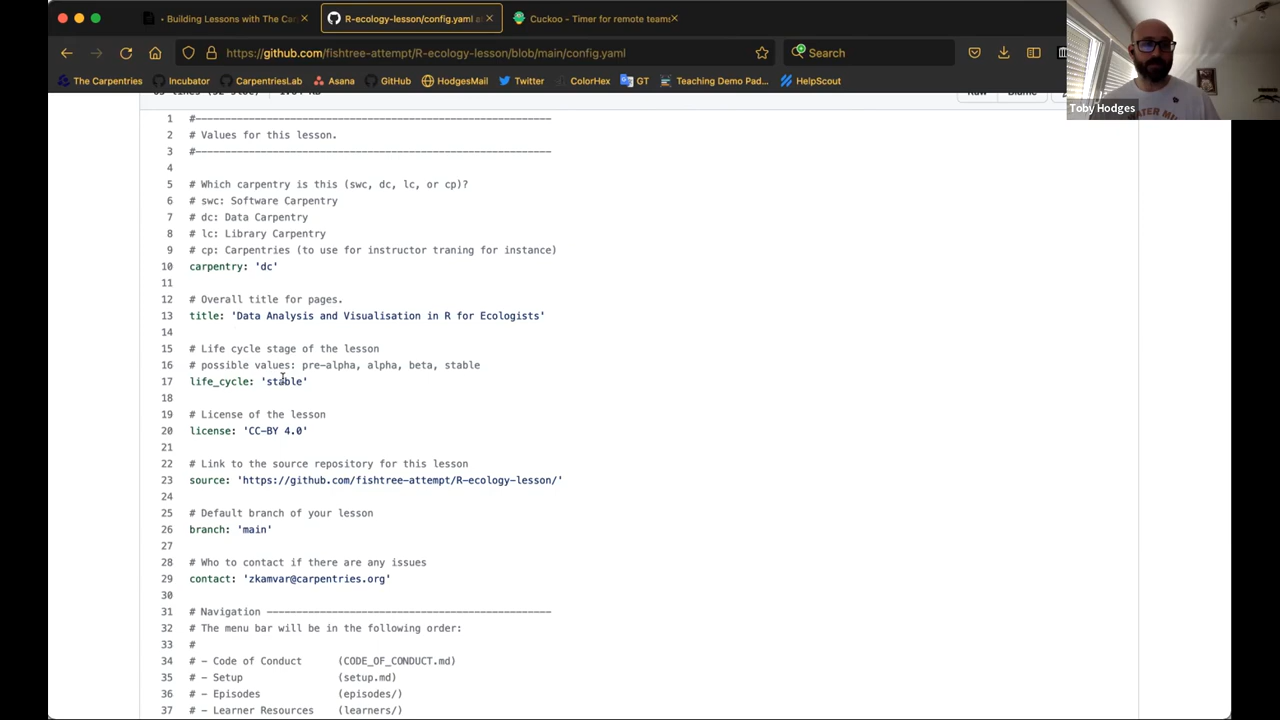 · Building Lessons with The Car
R-ecology-lesson/config.yaml a
Cuckoo - Timer for remote teams
https://github.com/fishtree-attempt/R-ecology-lesson/blob/main/config.yaml
Search
The Carpentries
Incubator
CarpentriesLab
Asana
GitHub
HodgesMail
Twitter
ColorHex
GT
Teaching Demo Pad...
HelpScout
Toby Hodges
Raw
Blame
1 #------------------------------------------------------------
2 # Values for this lesson.
3 #------------------------------------------------------------
4
5 # Which carpentry is this (swc, dc, lc, or cp)?
6 # swc: Software Carpentry
7 # dc: Data Carpentry
8 # lc: Library Carpentry
9 # cp: Carpentries (to use for instructor traning for instance)
10 carpentry: 'dc'
11
12 # Overall title for pages.
13 title: 'Data Analysis and Visualisation in R for Ecologists'
14
15 # Life cycle stage of the lesson
16 # possible values: pre-alpha, alpha, beta, stable
17 life_cycle: 'stable'
18
19 # License of the lesson
20 license: 'CC-BY 4.0'
21
22 # Link to the source repository for this lesson
23 source: 'https://github.com/fishtree-attempt/R-ecology-lesson/'
24
25 # Default branch of your lesson
26 branch: 'main'
27
28 # Who to contact if there are any issues
29 contact: 'zkamvar@carpentries.org'
30
31 # Navigation ------------------------------------------------
32 # The menu bar will be in the following order:
33 #
34 # - Code of Conduct (CODE_OF_CONDUCT.md)
35 # - Setup (setup.md)
36 # - Episodes (episodes/)
37 # - Learner Resources (learners/)